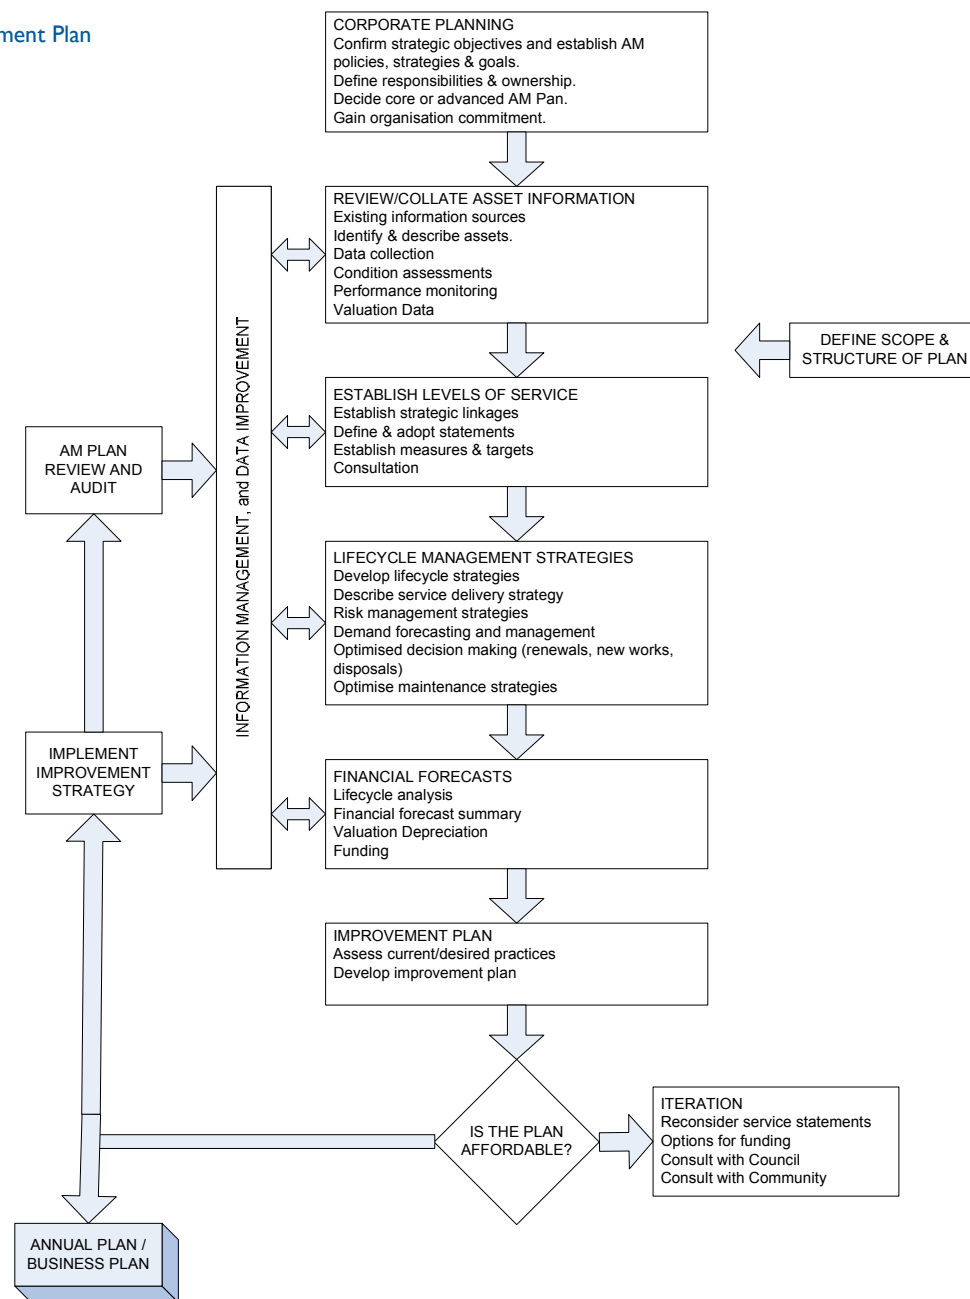 ment Plan
CORPORATE PLANNING
Confirm strategic objectives and establish AM
policies, strategies & goals.
Define responsibilities & ownership.
Decide core or advanced AM Pan.
Gain organisation commitment.
REVIEW/COLLATE ASSET INFORMATION
Existing information sources
Identify & describe assets.
Data collection
Condition assessments
Performance monitoring
Valuation Data
DEFINE SCOPE &
STRUCTURE OF PLAN
INFORMATION MANAGEMENT, and DATA IMPROVEMENT
ESTABLISH LEVELS OF SERVICE
Establish strategic linkages
Define & adopt statements
Establish measures & targets
Consultation
AM PLAN
REVIEW AND
AUDIT
LIFECYCLE MANAGEMENT STRATEGIES
Develop lifecycle strategies
Describe service delivery strategy
Risk management strategies
Demand forecasting and management
Optimised decision making (renewals, new works,
disposals)
Optimise maintenance strategies
IMPLEMENT
IMPROVEMENT
STRATEGY
FINANCIAL FORECASTS
Lifecycle analysis
Financial forecast summary
Valuation Depreciation
Funding
IMPROVEMENT PLAN
Assess current/desired practices
Develop improvement plan
IS THE PLAN
AFFORDABLE?
ITERATION
Reconsider service statements
Options for funding
Consult with Council
Consult with Community
ANNUAL PLAN /
BUSINESS PLAN